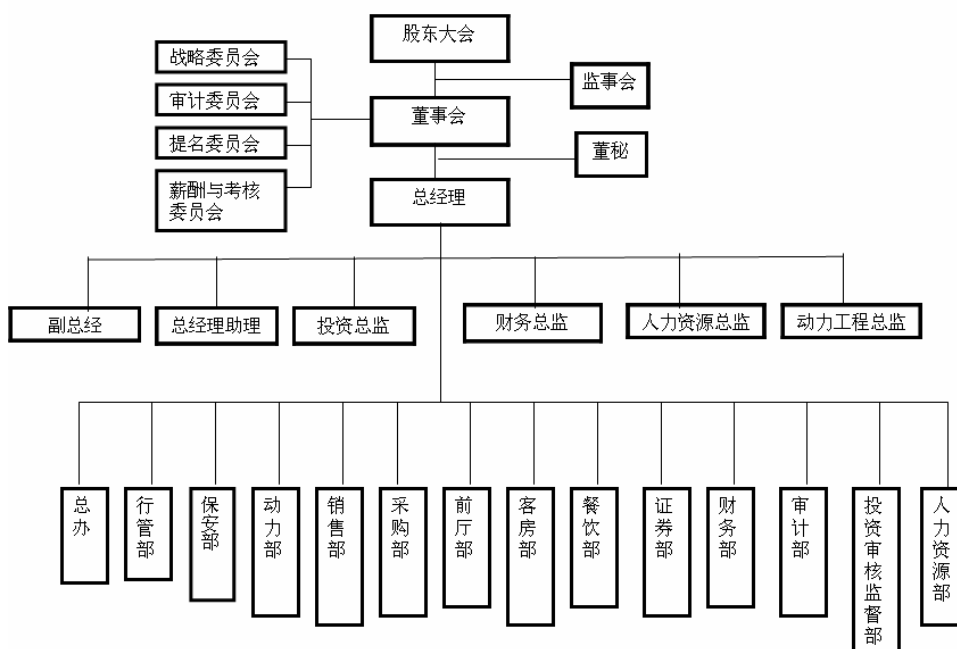 股东大会
战略委员会
监事会
审计委员会
董事会
提名委员会
董秘
薪酬与考核
委员会
总经理
副总经
总经理助理
投资总监
财务总监
人力资源总监
动力工程总监
总办
行管部
保安部
动力部
销售部
采购部
前厅部
客房部
餐饮部
证券部
财务部
审计部
投资审核监督部
人力资源部